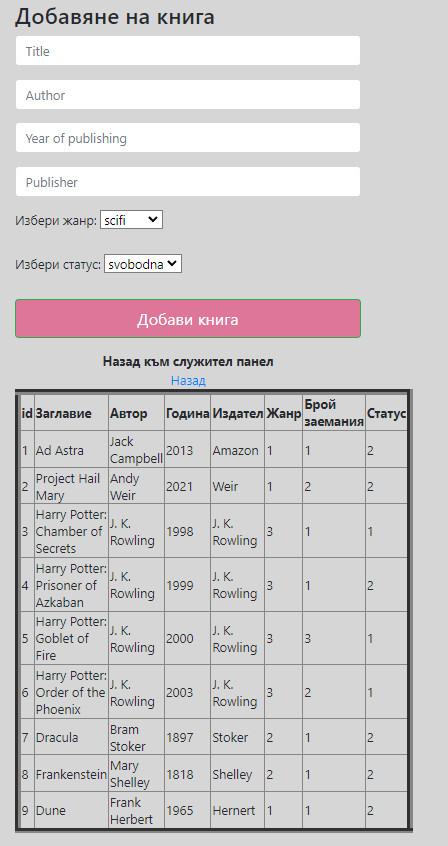 Добавяне на книга
Title
Author
Year of publishing
Publisher
Избери жанр: scifi
Избери статус: svobodna
Добави книга
Назад към служител панел
Назад
id Заглавие Автор Година Издател Жанр Брой заемания Статус
1 Ad Astra Jack Campbell 2013 Amazon 1 1 2
2 Project Hail Mary Andy Weir 2021 Weir 1 2 2
3 Harry Potter: Chamber of Secrets J. K. Rowling 1998 J. K. Rowling 3 1 1
4 Harry Potter: Prisoner of Azkaban J. K. Rowling 1999 J. K. Rowling 3 1 2
5 Harry Potter: Goblet of Fire J. K. Rowling 2000 J. K. Rowling 3 3 1
6 Harry Potter: Order of the Phoenix J. K. Rowling 2003 J. K. Rowling 3 2 1
7 Dracula Bram Stoker 1897 Stoker 2 1 2
8 Frankenstein Mary Shelley 1818 Shelley 2 1 2
9 Dune Frank Herbert 1965 Hernert 1 1 2